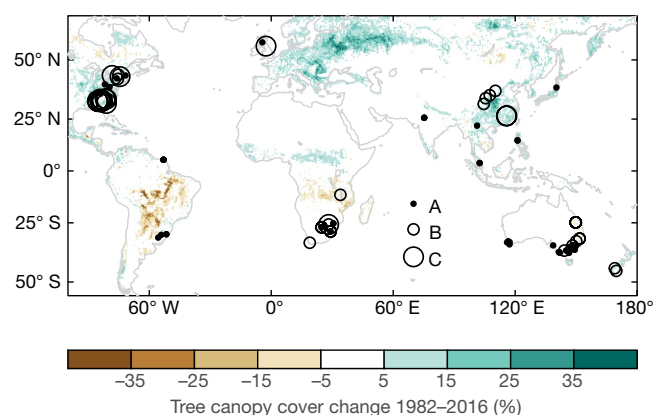 50° N
25° N
0°
25° S
50° S
A
B
C
60° W
0°
60° E
120° E
180°
–35
–25
–15
–5
5
15
25
35
Tree canopy cover change 1982–2016 (%)